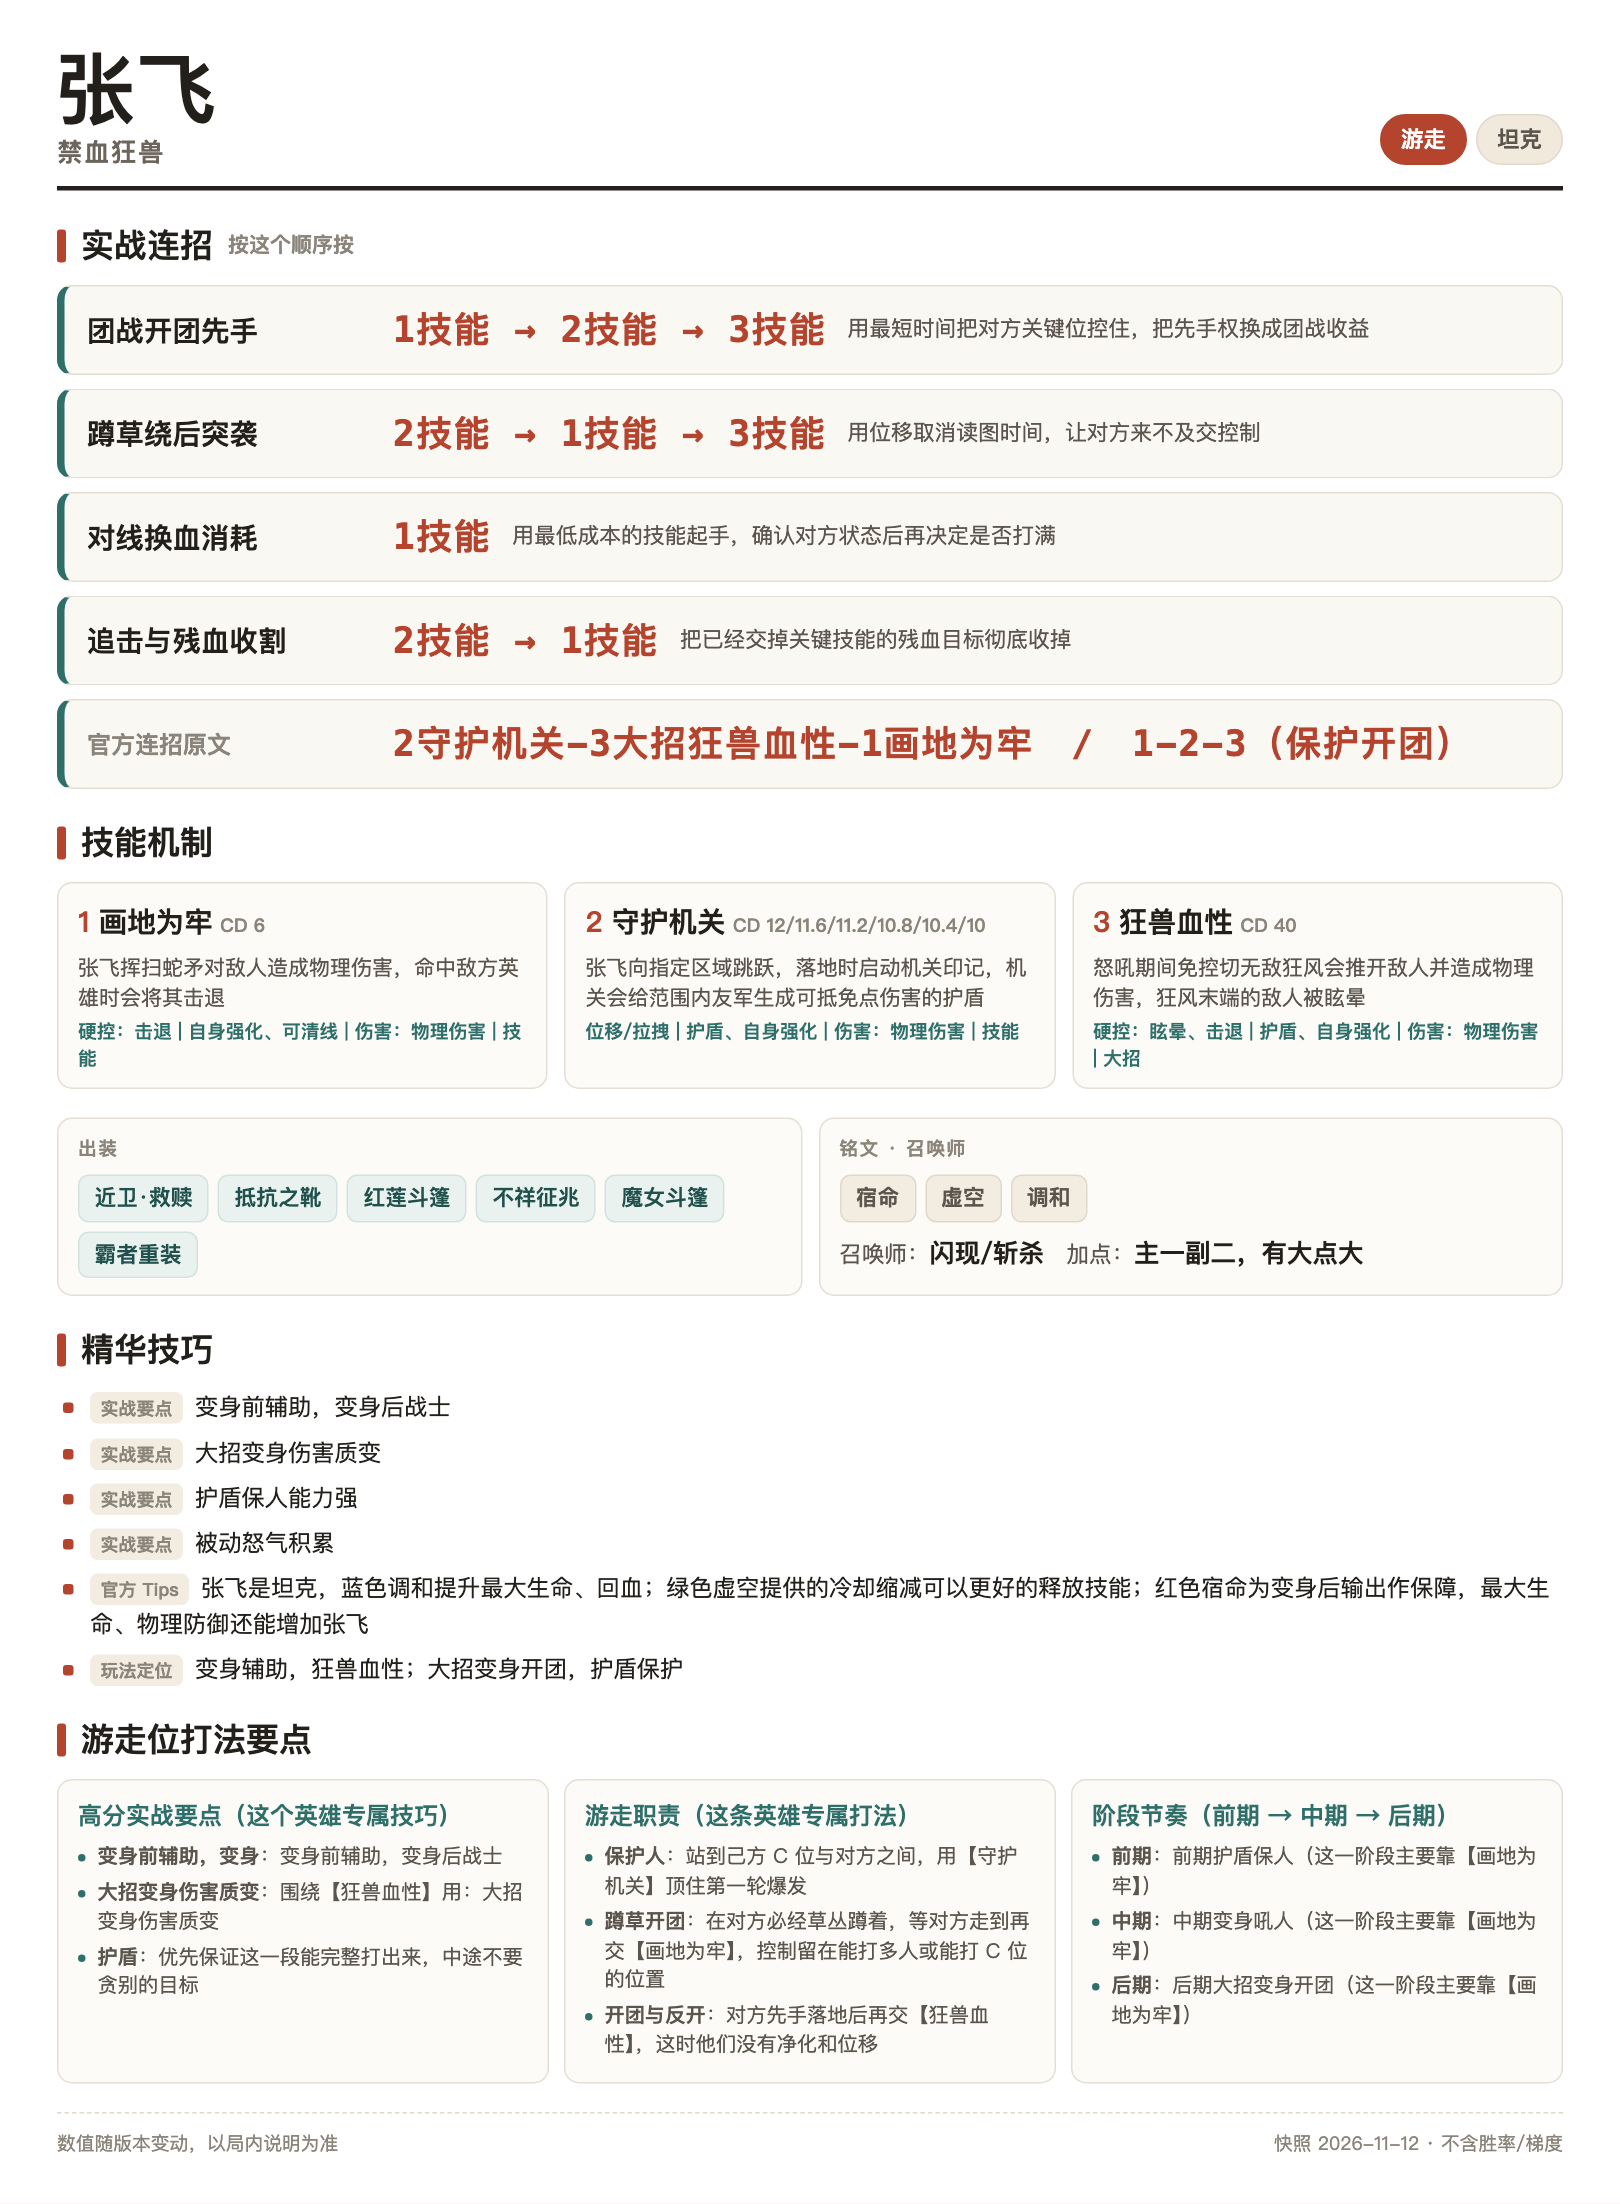 张飞
禁血狂兽
游走
坦克
实战连招 按这个顺序按
团战开团先手 1技能 → 2技能 → 3技能 用最短时间把对方关键位控住，把先手权换成团战收益
蹲草绕后突袭 2技能 → 1技能 → 3技能 用位移取消读图时间，让对方来不及交控制
对线换血消耗 1技能 用最低成本的技能起手，确认对方状态后再决定是否打满
追击与残血收割 2技能 → 1技能 把已经交掉关键技能的残血目标彻底收掉
官方连招原文 2守护机关–3大招狂兽血性–1画地为牢 / 1–2–3（保护开团）
技能机制
1 画地为牢 CD 6
张飞挥扫蛇矛对敌人造成物理伤害，命中敌方英
雄时会将其击退
硬控：击退 | 自身强化、可清线 | 伤害：物理伤害 | 技
能
2 守护机关 CD 12/11.6/11.2/10.8/10.4/10
张飞向指定区域跳跃，落地时启动机关印记，机
关会给范围内友军生成可抵免点伤害的护盾
位移/拉拽 | 护盾、自身强化 | 伤害：物理伤害 | 技能
3 狂兽血性 CD 40
怒吼期间免控切无敌狂风会推开敌人并造成物理
伤害，狂风末端的敌人被眩晕
硬控：眩晕、击退 | 护盾、自身强化 | 伤害：物理伤害
| 大招
出装
近卫·救赎 抵抗之靴 红莲斗篷 不祥征兆 魔女斗篷
霸者重装
铭文 · 召唤师
宿命 虚空 调和
召唤师：闪现/斩杀 加点：主一副二，有大点大
精华技巧
实战要点 变身前辅助，变身后战士
实战要点 大招变身伤害质变
实战要点 护盾保人能力强
实战要点 被动怒气积累
官方 Tips 张飞是坦克，蓝色调和提升最大生命、回血；绿色虚空提供的冷却缩减可以更好的释放技能；红色宿命为变身后输出作保障，最大生
命、物理防御还能增加张飞
玩法定位 变身辅助，狂兽血性；大招变身开团，护盾保护
游走位打法要点
高分实战要点（这个英雄专属技巧）
变身前辅助，变身：变身前辅助，变身后战士
大招变身伤害质变：围绕【狂兽血性】用：大招
变身伤害质变
护盾：优先保证这一段能完整打出来，中途不要
贪别的目标
游走职责（这条英雄专属打法）
保护人：站到己方 C 位与对方之间，用【守护
机关】顶住第一轮爆发
蹲草开团：在对方必经草丛蹲着，等对方走到再
交【画地为牢】，控制留在能打多人或能打 C 位
的位置
开团与反开：对方先手落地后再交【狂兽血
性】，这时他们没有净化和位移
阶段节奏（前期 → 中期 → 后期）
前期：前期护盾保人（这一阶段主要靠【画地为
牢】）
中期：中期变身吼人（这一阶段主要靠【画地为
牢】）
后期：后期大招变身开团（这一阶段主要靠【画
地为牢】）
数值随版本变动，以局内说明为准
快照 2026–11–12 · 不含胜率/梯度